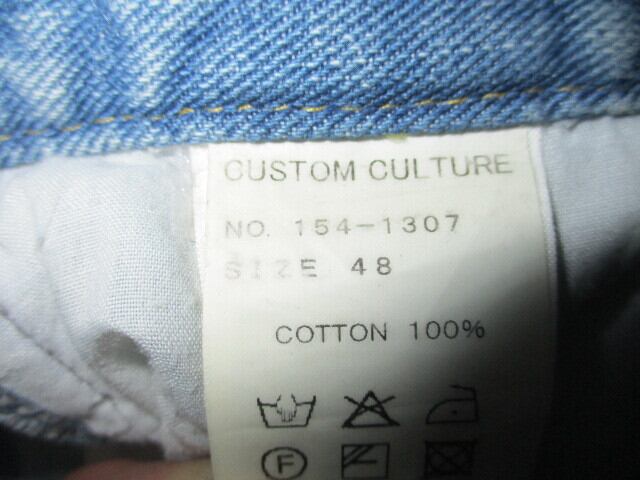 CUSTOM CULTURE
NO. 154-1307
SIZE 48
COTTON 100%
F